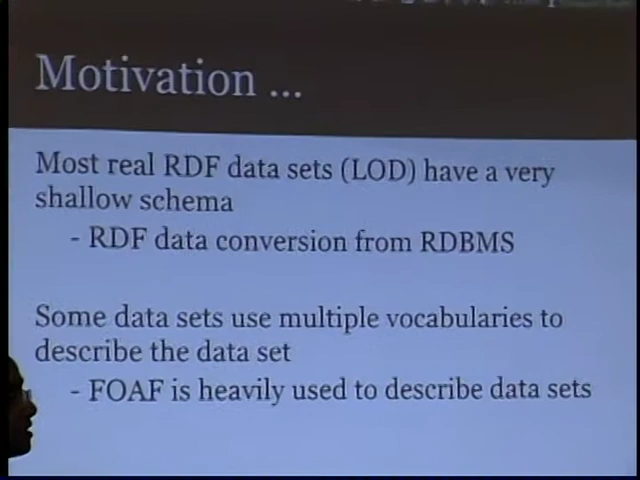 Motivation ...
Most real RDF data sets (LOD) have a very
shallow schema
- RDF data conversion from RDBMS
Some data sets use multiple vocabularies to
describe the data set
- FOAF is heavily used to describe data sets